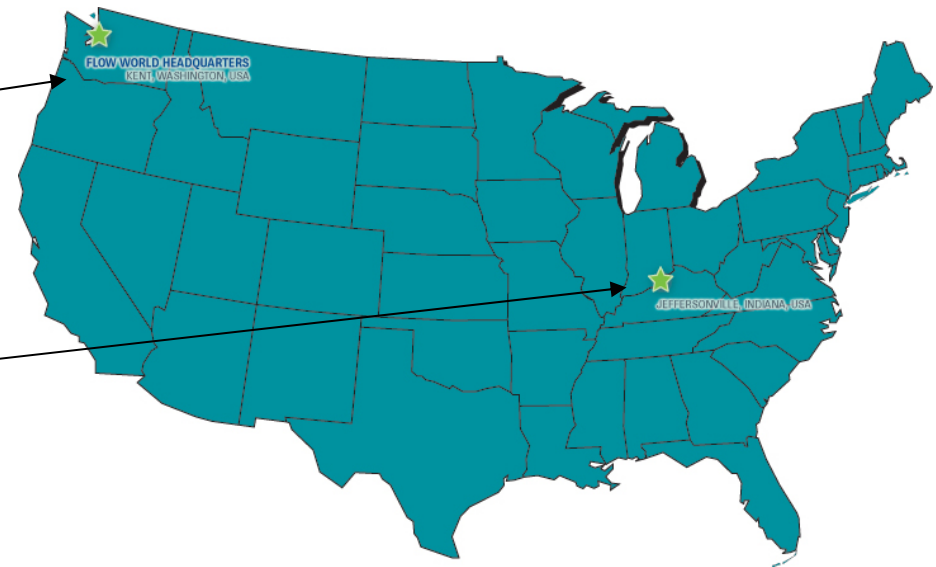 FLOW WORLD HEADQUARTERS
KENT, WASHINGTON, USA
JEFFERSONVILLE, INDIANA, USA